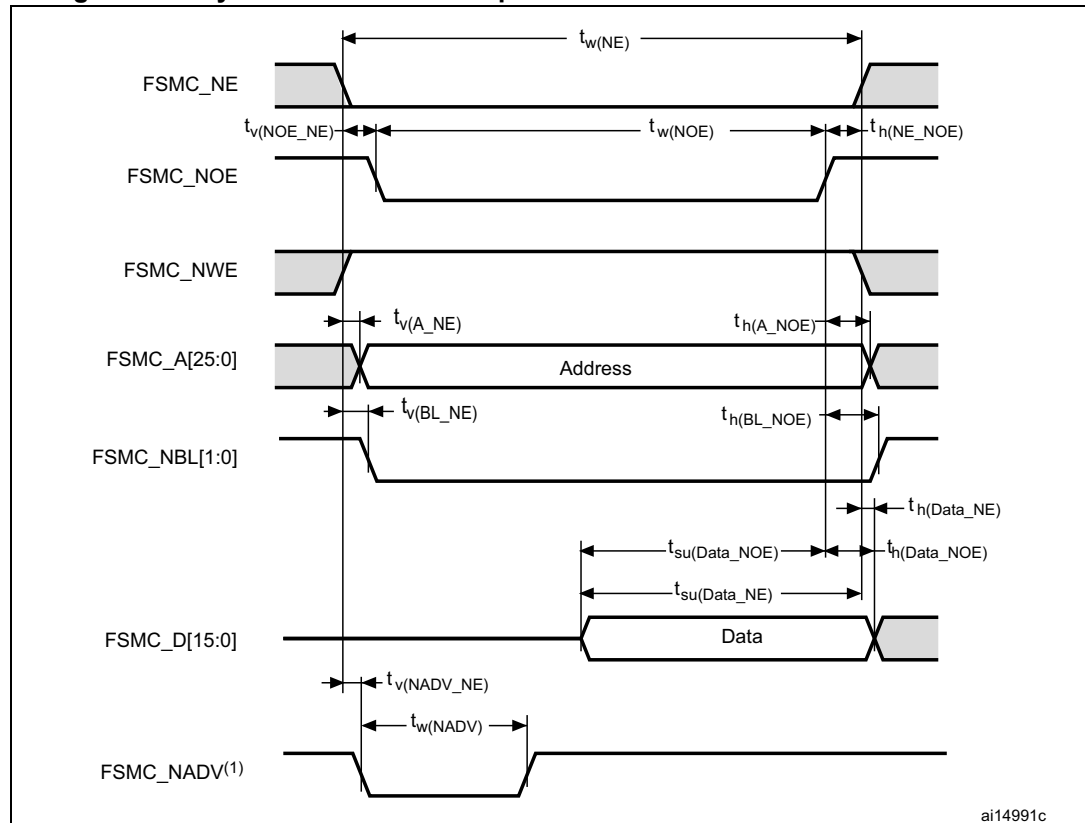 tw(NE)
FSMC_NE
tv(NOE_NE)
tw(NOE)
th(NE_NOE)
FSMC_NOE
FSMC_NWE
tv(A_NE)
th(A_NOE)
FSMC_A[25:0]
Address
tv(BL_NE)
th(BL_NOE)
FSMC_NBL[1:0]
th(Data_NE)
tsu(Data_NOE)
th(Data_NOE)
tsu(Data_NE)
FSMC_D[15:0]
Data
tv(NADV_NE)
tw(NADV)
FSMC_NADV(1)
ai14991c